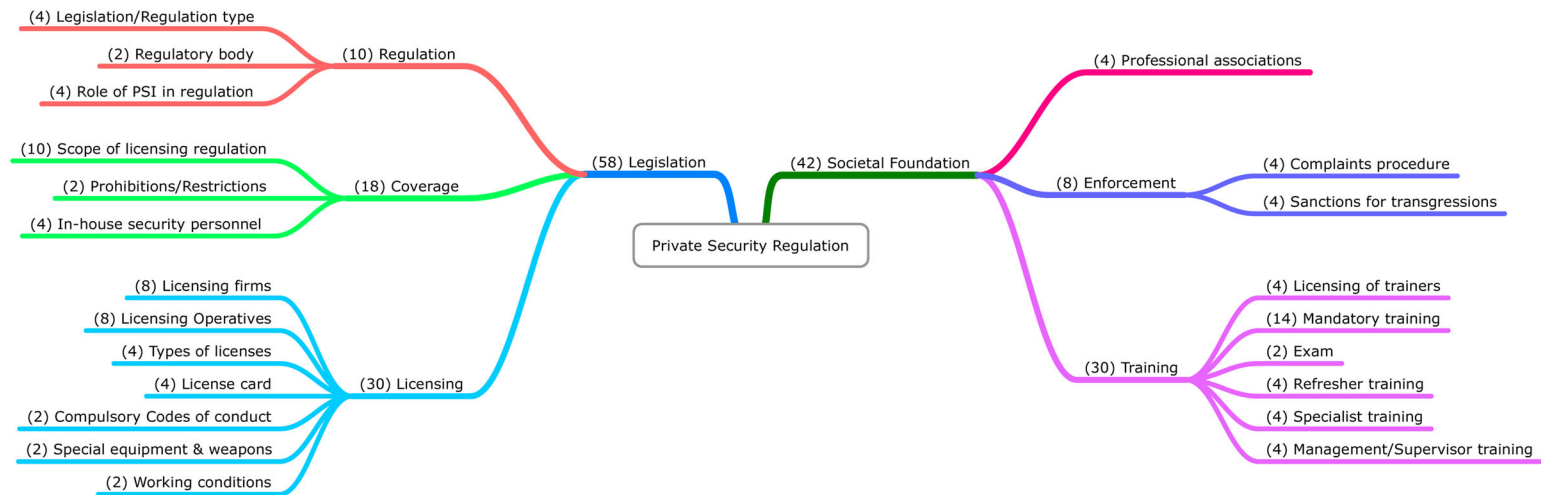 Private Security Regulation
(58) Legislation
(10) Regulation
(4) Legislation/Regulation type
(2) Regulatory body
(4) Role of PSI in regulation
(18) Coverage
(10) Scope of licensing regulation
(2) Prohibitions/Restrictions
(4) In-house security personnel
(30) Licensing
(8) Licensing firms
(8) Licensing Operatives
(4) Types of licenses
(4) License card
(2) Compulsory Codes of conduct
(2) Special equipment & weapons
(2) Working conditions
(42) Societal Foundation
(4) Professional associations
(8) Enforcement
(4) Complaints procedure
(4) Sanctions for transgressions
(30) Training
(4) Licensing of trainers
(14) Mandatory training
(2) Exam
(4) Refresher training
(4) Specialist training
(4) Management/Supervisor training